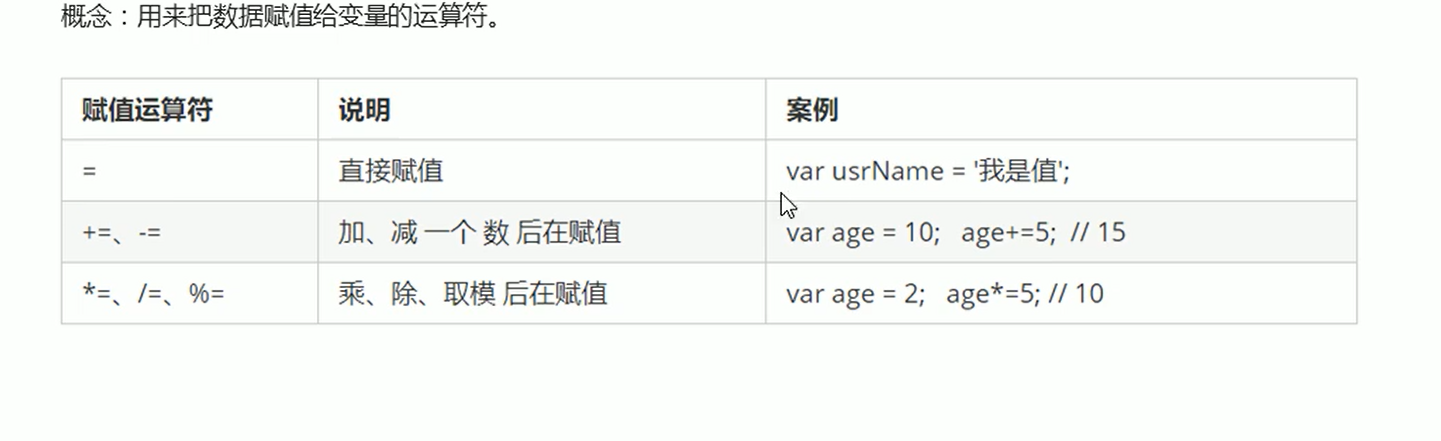 概念：用来把数据赋值给变量的运算符。
赋值运算符 说明 案例
= 直接赋值 var usrName = '我是值';
+=、-= 加、减 一个 数 后在赋值 var age = 10; age+=5; // 15
*=、/=、%= 乘、除、取模 后在赋值 var age = 2; age*=5; // 10